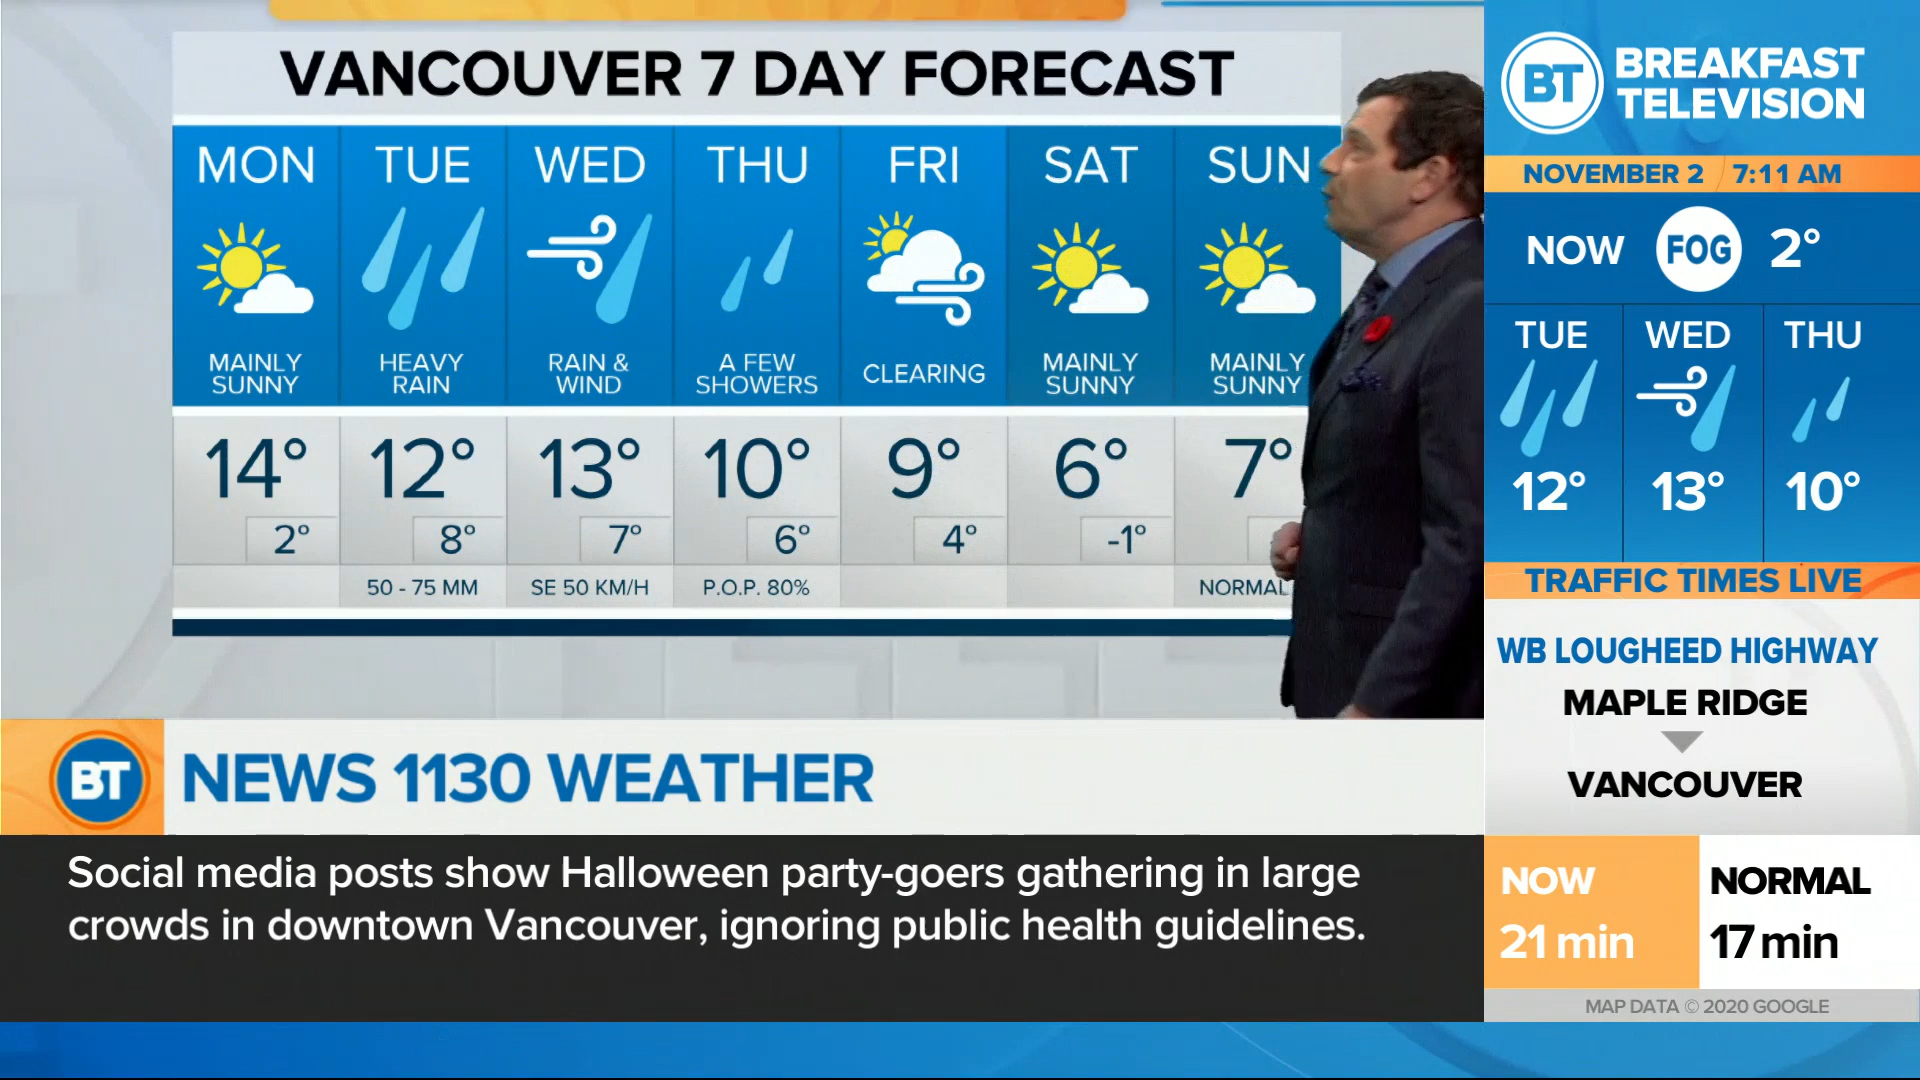 VANCOUVER 7 DAY FORECAST
MON TUE WED THU FRI SAT SUN
MAINLY SUNNY
HEAVY RAIN
RAIN & WIND
A FEW SHOWERS
CLEARING
MAINLY SUNNY
MAINLY SUNNY
14° 12° 13° 10° 9° 6° 7°
2° 8° 7° 6° 4° -1°
50 - 75 MM SE 50 KM/H P.O.P. 80% NORMAL
BT NEWS 1130 WEATHER
Social media posts show Halloween party-goers gathering in large
crowds in downtown Vancouver, ignoring public health guidelines.
BT BREAKFAST
TELEVISION
NOVEMBER 2 7:11 AM
NOW FOG 2°
TUE WED THU
12° 13° 10°
TRAFFIC TIMES LIVE
WB LOUGHEED HIGHWAY
MAPLE RIDGE
VANCOUVER
NOW NORMAL
21 min 17 min
MAP DATA © 2020 GOOGLE